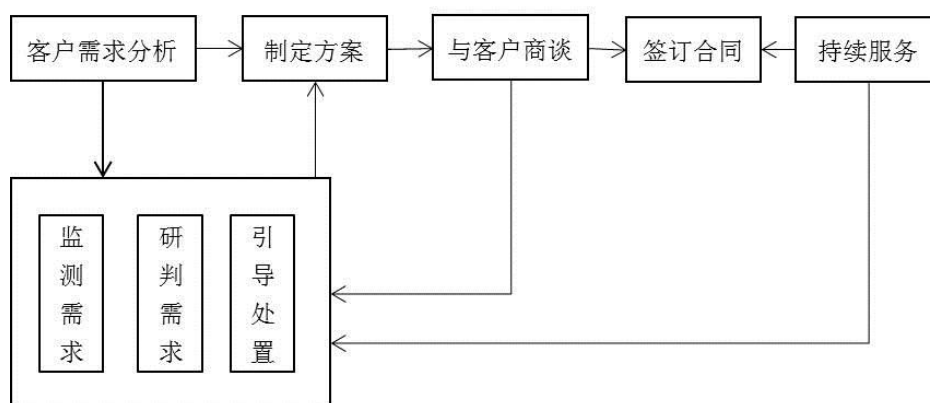 客户需求分析
制定方案
与客户商谈
签订合同
持续服务
监测需求
研判需求
引导处置